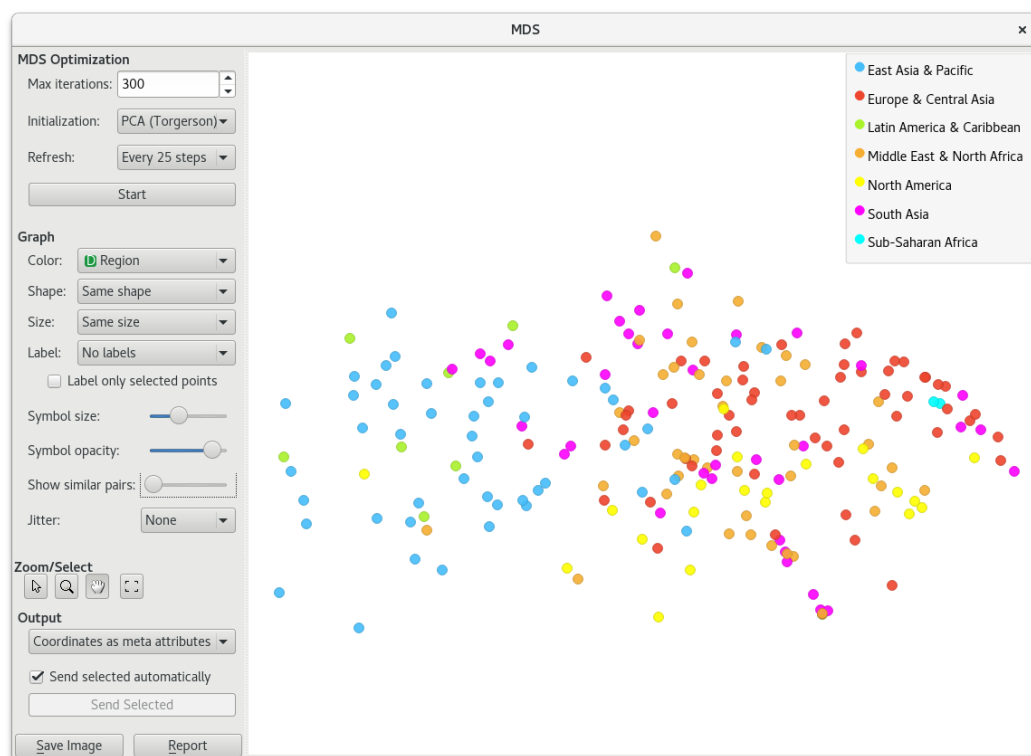 MDS
MDS Optimization
Max iterations: 300
Initialization: PCA (Torgerson)
Refresh: Every 25 steps
Start
Graph
Color: D Region
Shape: Same shape
Size: Same size
Label: No labels
Label only selected points
Symbol size:
Symbol opacity:
Show similar pairs:
Jitter: None
Zoom/Select
Output
Coordinates as meta attributes
Send selected automatically
Send Selected
Save Image Report
East Asia & Pacific
Europe & Central Asia
Latin America & Caribbean
Middle East & North Africa
North America
South Asia
Sub-Saharan Africa